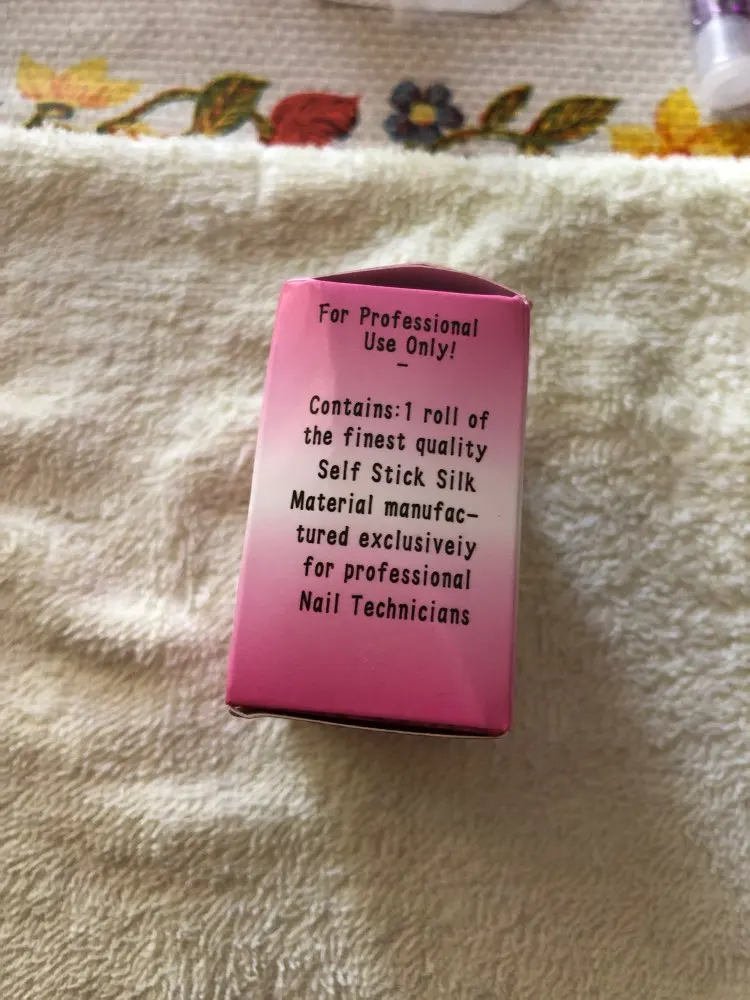 For Professional
Use Only!
–
Contains:1 roll of
the finest quality
Self Stick Silk
Material manufac–
tured exclusiveiy
for professional
Nail Technicians